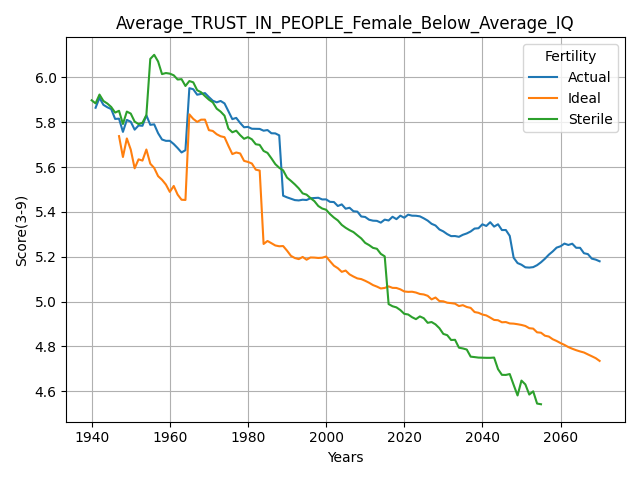 Average_TRUST_IN_PEOPLE_Female_Below_Average_IQ
Fertility
Actual
Ideal
Sterile
Score(3-9)
6.0
5.8
5.6
5.4
5.2
5.0
4.8
4.6
1940 1960 1980 2000 2020 2040 2060
Years